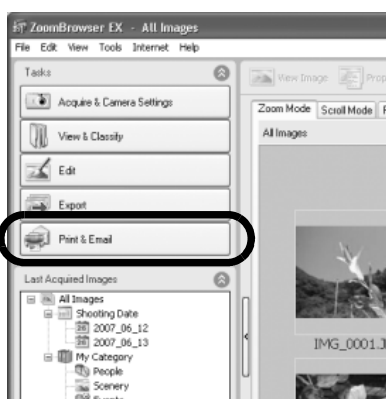 ZoomBrowser EX - All Images
File Edit View Tools Internet Help
Tasks
View Image
Zoom Mode Scroll Mode
Acquire & Camera Settings
All Images
View & Classify
Edit
Export
Print & Email
Last Acquired Images
All Images
Shooting Date
2007_06_12
2007_06_13
IMG_0001.J
My Category
People
Scenery